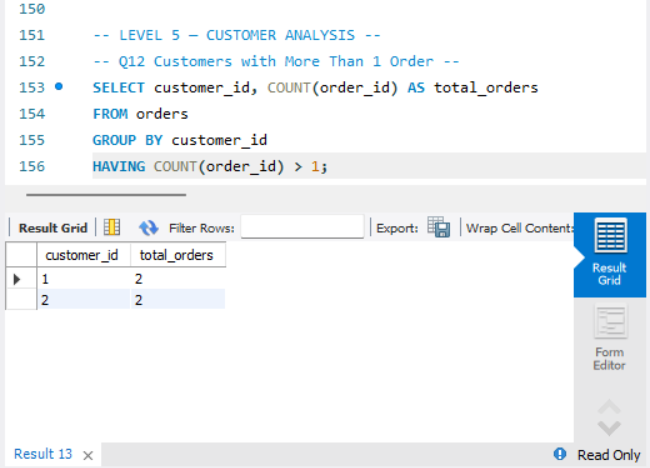 150
151 -- LEVEL 5 – CUSTOMER ANALYSIS --
152 -- Q12 Customers with More Than 1 Order --
153 SELECT customer_id, COUNT(order_id) AS total_orders
154 FROM orders
155 GROUP BY customer_id
156 HAVING COUNT(order_id) > 1;
Result Grid Filter Rows: Export: Wrap Cell Content:
customer_id total_orders
1 2
2 2
Result
Grid
Form
Editor
Result 13 × Read Only